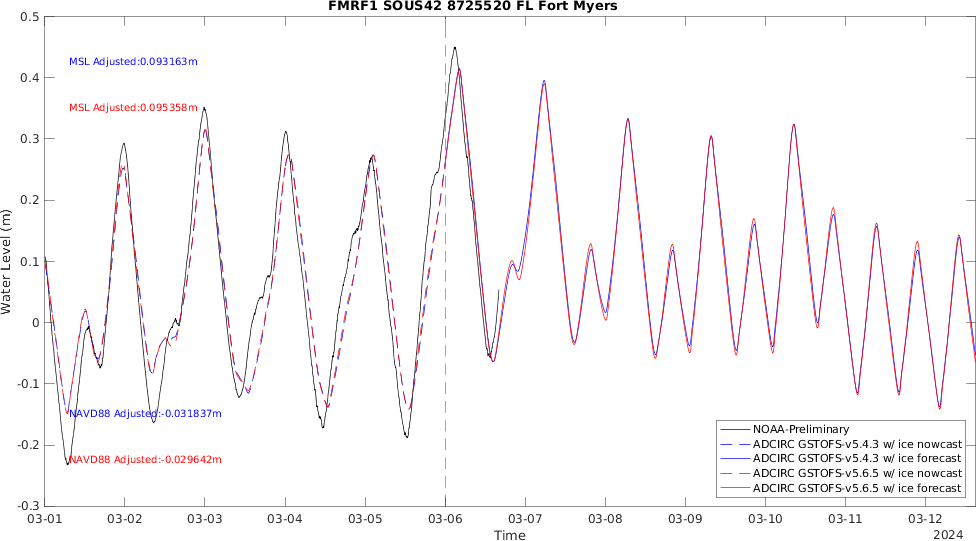 FMRF1 SOUS42 8725520 FL Fort Myers
0.5
MSL Adjusted:0.093163m
0.4
MSL Adjusted:0.095358m
0.3
0.2
Water Level (m)
0.1
0
-0.1
NAVD88 Adjusted:-0.031837m
-0.2
NAVD88 Adjusted:-0.029642m
-0.3
NOAA-Preliminary
ADCIRC GSTOFS-v5.4.3 w/ ice nowcast
ADCIRC GSTOFS-v5.4.3 w/ ice forecast
ADCIRC GSTOFS-v5.6.5 w/ ice nowcast
ADCIRC GSTOFS-v5.6.5 w/ ice forecast
03-01 03-02 03-03 03-04 03-05 03-06 03-07 03-08 03-09 03-10 03-11 03-12
Time
2024